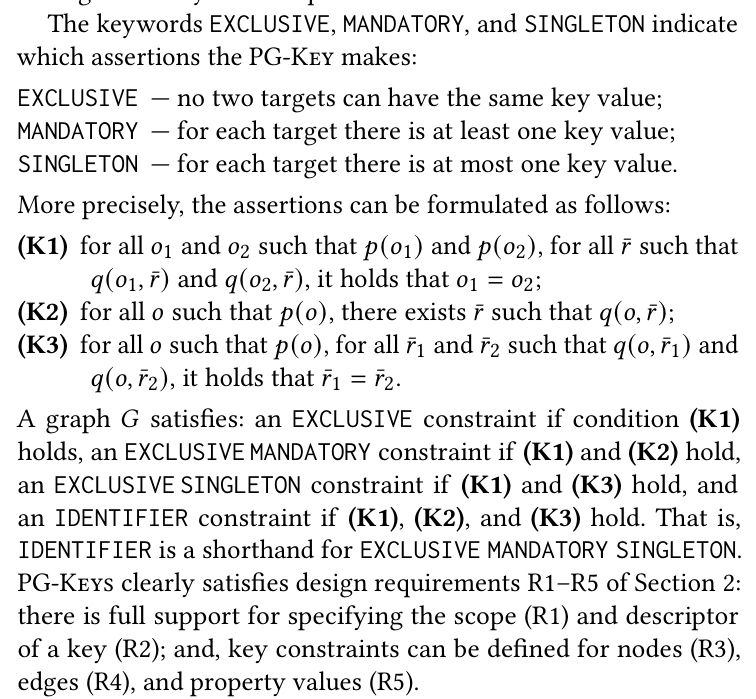 The keywords EXCLUSIVE, MANDATORY, and SINGLETON indicate
which assertions the PG-KEY makes:
EXCLUSIVE — no two targets can have the same key value;
MANDATORY — for each target there is at least one key value;
SINGLETON — for each target there is at most one key value.
More precisely, the assertions can be formulated as follows:
(K1) for all o₁ and o₂ such that p(o₁) and p(o₂), for all r̄ such that
q(o₁, r̄) and q(o₂, r̄), it holds that o₁ = o₂;
(K2) for all o such that p(o), there exists r̄ such that q(o, r̄);
(K3) for all o such that p(o), for all r̄₁ and r̄₂ such that q(o, r̄₁) and
q(o, r̄₂), it holds that r̄₁ = r̄₂.
A graph G satisfies: an EXCLUSIVE constraint if condition (K1)
holds, an EXCLUSIVE MANDATORY constraint if (K1) and (K2) hold,
an EXCLUSIVE SINGLETON constraint if (K1) and (K3) hold, and
an IDENTIFIER constraint if (K1), (K2), and (K3) hold. That is,
IDENTIFIER is a shorthand for EXCLUSIVE MANDATORY SINGLETON.
PG-KEYS clearly satisfies design requirements R1–R5 of Section 2:
there is full support for specifying the scope (R1) and descriptor
of a key (R2); and, key constraints can be defined for nodes (R3),
edges (R4), and property values (R5).